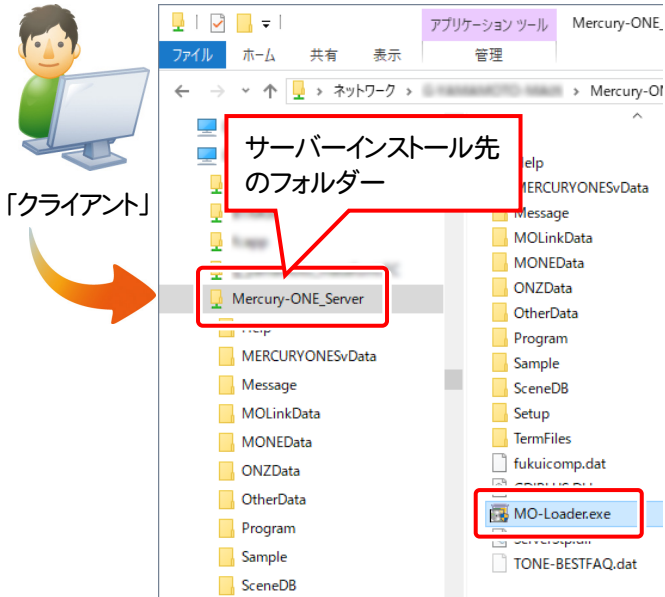 アプリケーション ツール
Mercury-ONE_
ファイル
ホーム
共有
表示
管理
ネットワーク
Mercury-ON
サーバーインストール先
のフォルダー
「クライアント」
Mercury-ONE_Server
Help
MERCURYONESvData
Message
MOLinkData
MONEData
ONZData
OtherData
Program
Sample
SceneDB
elp
MERCURYONESvData
Message
MOLinkData
MONEData
ONZData
OtherData
Program
Sample
SceneDB
Setup
TermFiles
fukuicomp.dat
MO-Loader.exe
TONE-BESTFAQ.dat